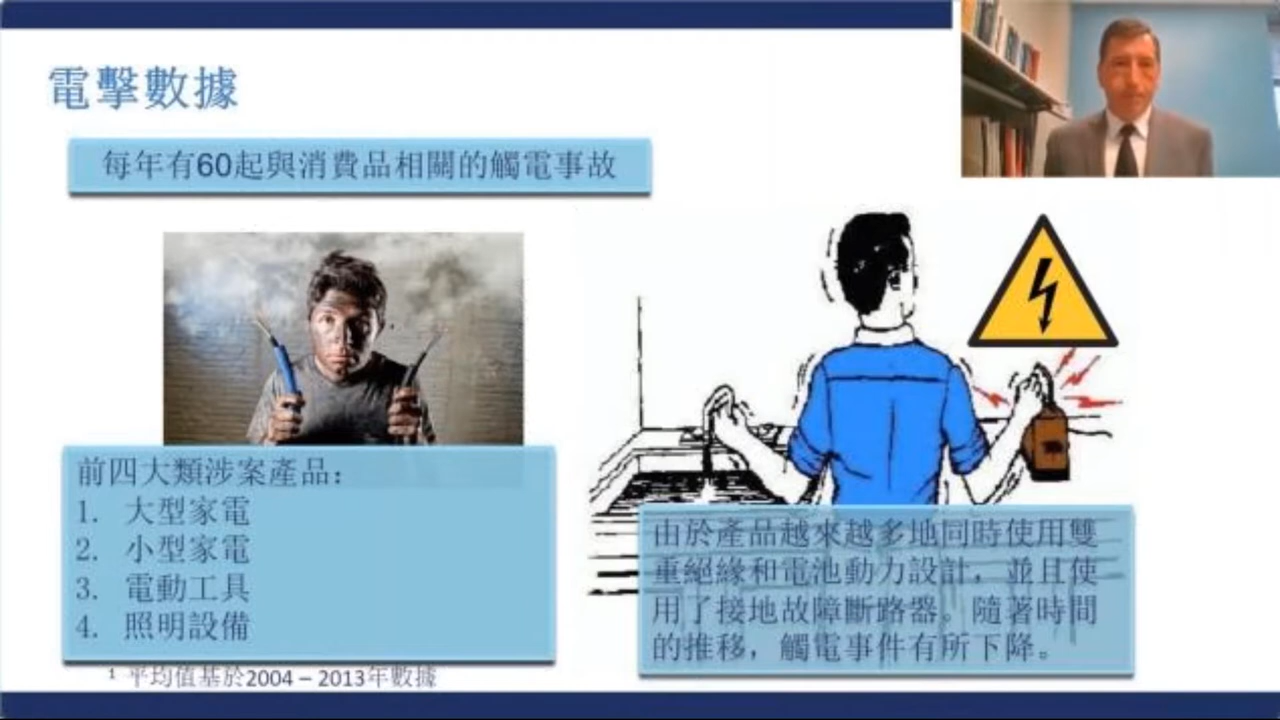 電擊數據
每年有60起與消費品相關的觸電事故
前四大類涉案產品：
1. 大型家電
2. 小型家電
3. 電動工具
4. 照明設備
由於產品越來越多地同時使用雙
重絕緣和電池動力設計，並且使
用了接地故障斷路器。隨著時間
的推移，觸電事件有所下降。
¹ 平均值基於2004 – 2013年數據